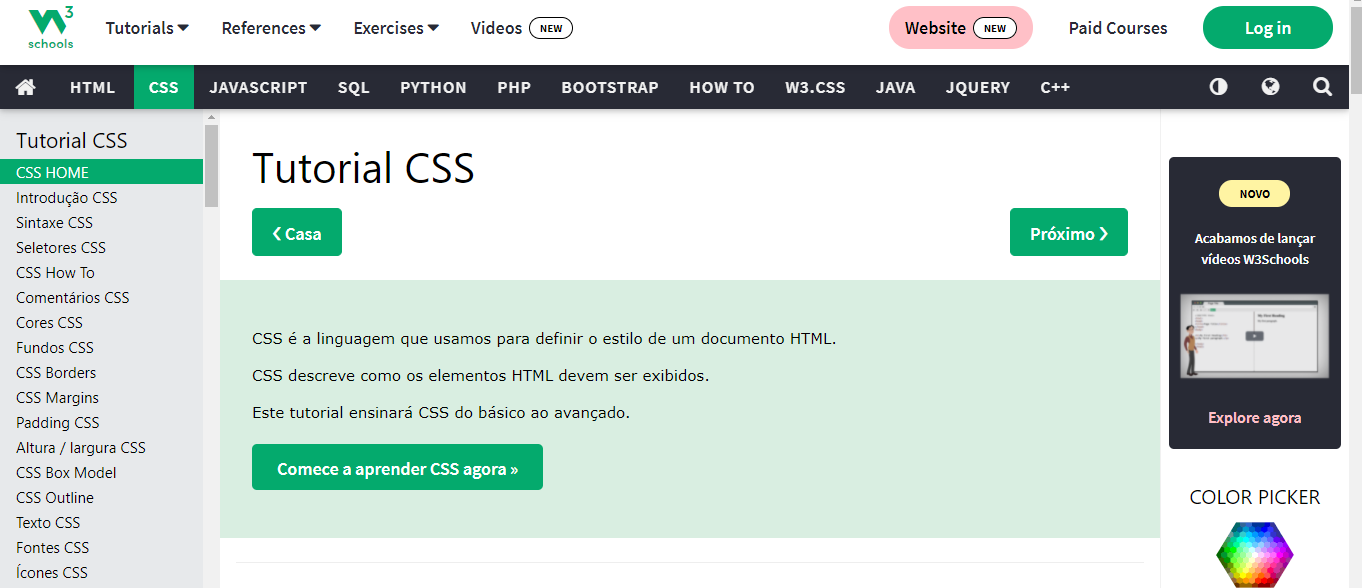 W3 schools
Tutorials References Exercises Videos NEW Website NEW Paid Courses Log in
HTML CSS JAVASCRIPT SQL PYTHON PHP BOOTSTRAP HOW TO W3.CSS JAVA JQUERY C++
Tutorial CSS
CSS HOME
Introdução CSS
Sintaxe CSS
Seletores CSS
CSS How To
Comentários CSS
Cores CSS
Fundos CSS
CSS Borders
CSS Margins
Padding CSS
Altura / largura CSS
CSS Box Model
CSS Outline
Texto CSS
Fontes CSS
Ícones CSS
Tutorial CSS
❮ Casa
Próximo ❯
CSS é a linguagem que usamos para definir o estilo de um documento HTML.
CSS descreve como os elementos HTML devem ser exibidos.
Este tutorial ensinará CSS do básico ao avançado.
Comece a aprender CSS agora »
NOVO
Acabamos de lançar
vídeos W3Schools
Explore agora
COLOR PICKER